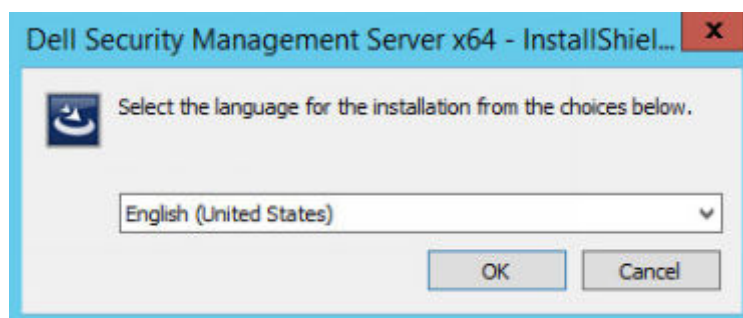 Dell Security Management Server x64 - InstallShiel...
x
Select the language for the installation from the choices below.
English (United States)
OK
Cancel